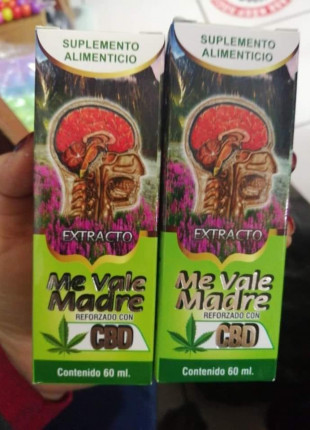 SUPLEMENTO
ALIMENTICIO
EXTRACTO
Me Vale
Madre
REFORZADO CON
CBD
Contenido 60 ml.
SUPLEMENTO
ALIMENTICIO
EXTRACTO
Me Vale
Madre
REFORZADO CON
CBD
Contenido 60 ml.